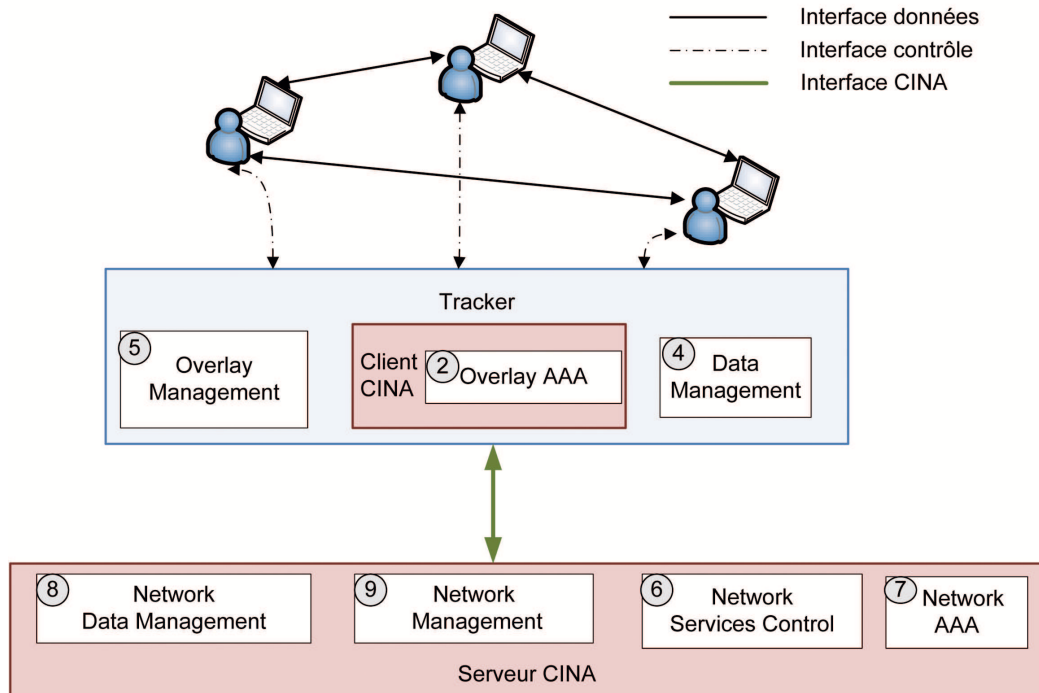 Interface données
Interface contrôle
Interface CINA
Tracker
5
Overlay
Management
Client
CINA
2
Overlay AAA
4
Data
Management
8
Network
Data Management
9
Network
Management
6
Network
Services Control
7
Network
AAA
Serveur CINA